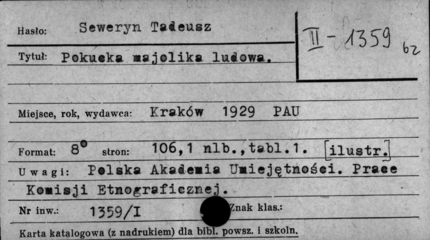 Hasło: Seweryn Tadeusz
II-1359
62
Tytuł: Pokucka majolika ludowa.
Miejsce, rok, wydawca: Kraków 1929 PAU
Format: 8° stron: 106,1 nlb.,tabl.1. [ilustr.]
Uwagi: Polska Akademia Umiejętności. Prace
Komisji Etnograficznej.
Nr inw.: 1359/I Znak klas.:
Karta katalogowa (z nadrukiem) dla bibl. powsz. i szkoln.